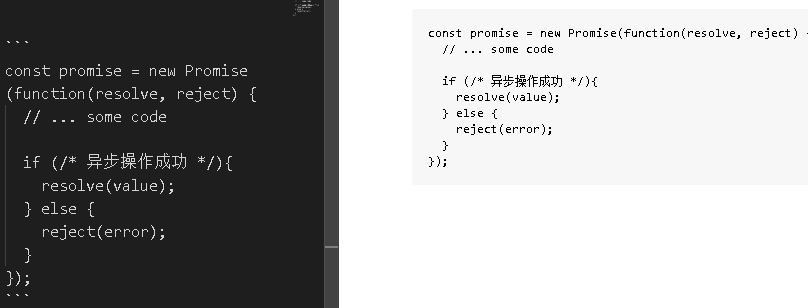 ```
const promise = new Promise
(function(resolve, reject) {
// ... some code
if (/* 异步操作成功 */){
resolve(value);
} else {
reject(error);
}
});
```
const promise = new Promise(function(resolve, reject) {
// ... some code
if (/* 异步操作成功 */){
resolve(value);
} else {
reject(error);
}
});